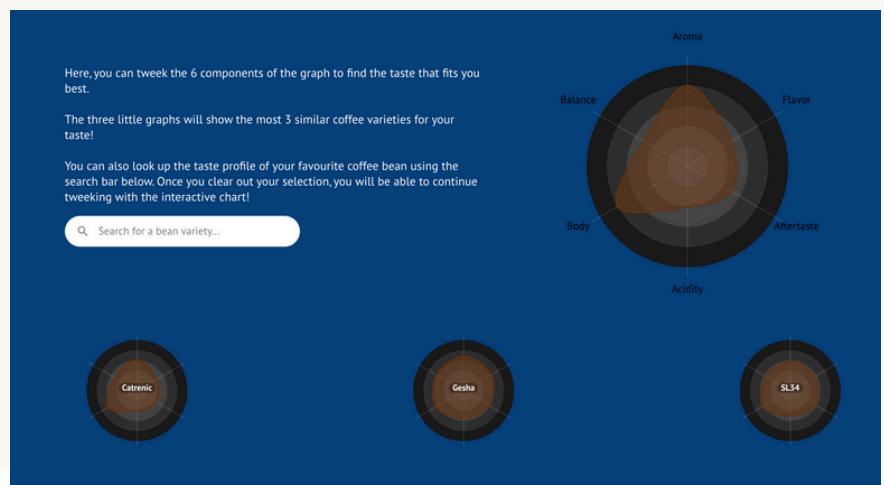 Here, you can tweak the 6 components of the graph to find the taste that fits you
best.
The three little graphs will show the most 3 similar coffee varieties for your
taste!
You can also look up the taste profile of your favourite coffee bean using the
search bar below. Once you clear out your selection, you will be able to continue
tweeking with the interactive chart!
Search for a bean variety...
Aroma
Balance
Flavor
Body
Aftertaste
Acidity
Catrenic
Gesha
SL34